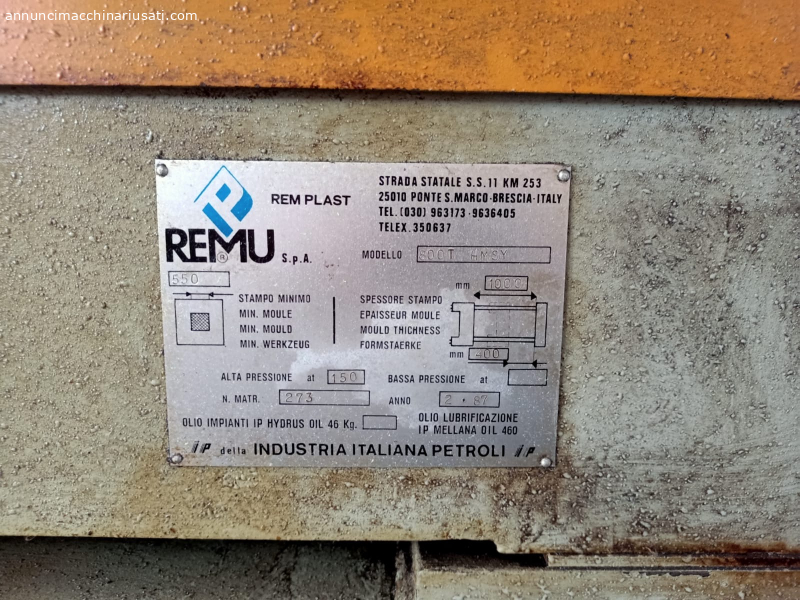 annuncimacchinariusati.com
REM PLAST
STRADA STATALE S.S.11 KM 253
25010 PONTE S.MARCO-BRESCIA-ITALY
TEL.(030) 963173-9636405
TELEX.350637
REMU ® S.p.A.
MODELLO
550
mm 1000
STAMPO MINIMO
MIN. MOULE
MIN. MOULD
MIN. WERKZEUG
SPESSORE STAMPO
EPAISSEUR MOULE
MOULD THICKNESS
FORMSTAERKE
mm 400
ALTA PRESSIONE at 150 BASSA PRESSIONE at
N. MATR. 273 ANNO 2.87
OLIO IMPIANTI IP HYDRUS OIL 46 Kg.
OLIO LUBRIFICAZIONE
IP MELLANA OIL 460
iP della INDUSTRIA ITALIANA PETROLI iP